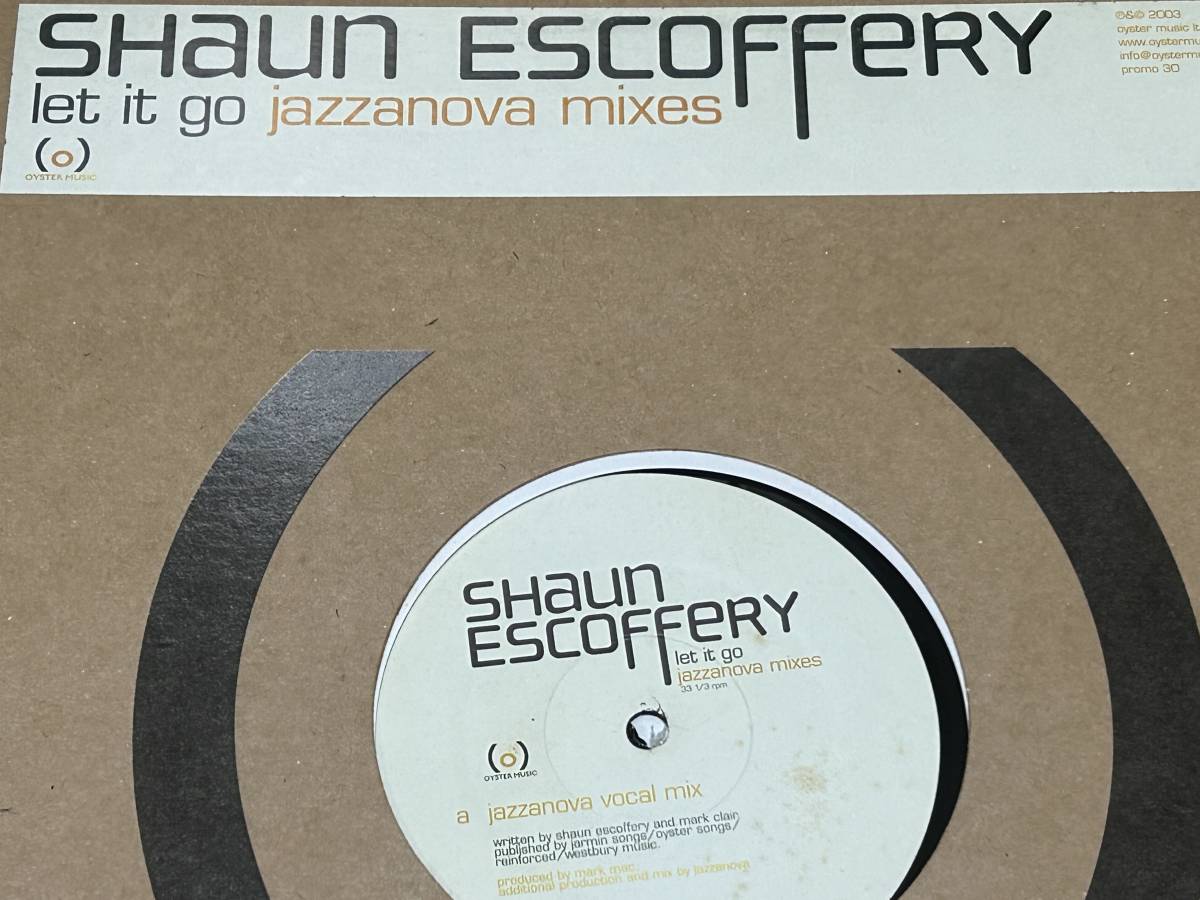 SHaun ESCOFFeRY
let it go jazzanova mixes
OYSTER MUSIC
℗&© 2003
oyster music
www.oystermu
info@oystermu
promo 30
SHaun
ESCOFFeRY
let it go
jazzanova mixes
33 1/3 rpm
OYSTER MUSIC
a jazzanova vocal mix
written by shaun escoffery and mark clair
published by jarmin songs/oyster songs/
reinforced/westbury music.
produced by mark mac.
additional production and mix by jazzanova